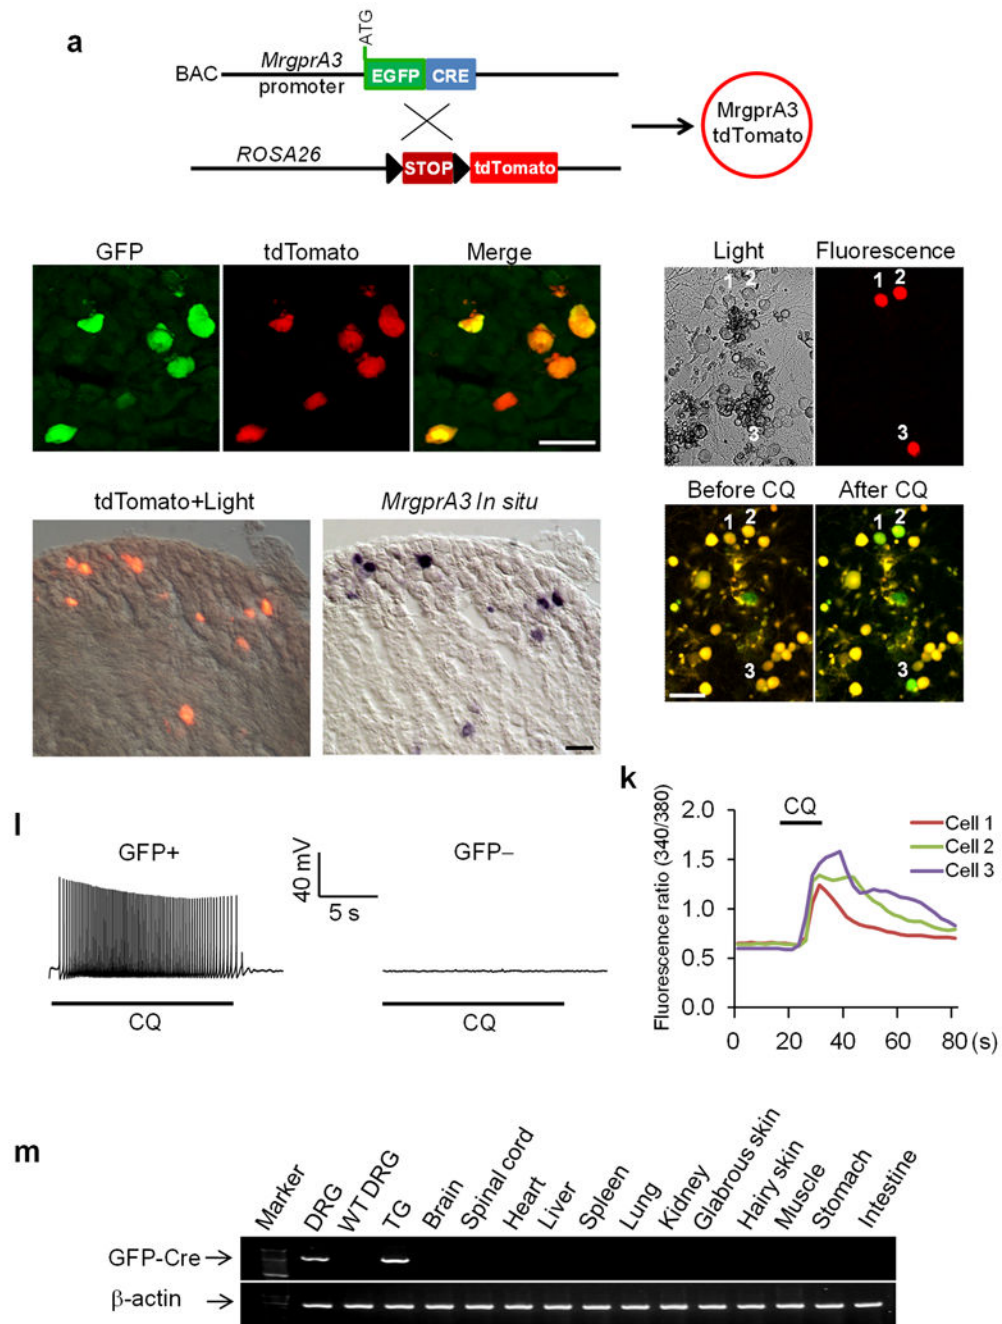 a
ATG
BAC
MrgprA3
promoter
EGFP CRE
MrgprA3
tdTomato
ROSA26
STOP
tdTomato
GFP tdTomato Merge
Light Fluorescence
1 2
1 2
3
3
Before CQ After CQ
1 2
1 2
3
3
tdTomato+Light MrgprA3 In situ
k
Fluorescence ratio (340/380)
2.0
1.5
1.0
0.5
0.0
CQ
Cell 1
Cell 2
Cell 3
0 20 40 60 80 (s)
l
GFP+
40 mV
5 s
GFP–
CQ
CQ
m
Marker
DRG
WT DRG
TG
Brain
Spinal cord
Heart
Liver
Spleen
Lung
Kidney
Glabrous skin
Hairy skin
Muscle
Stomach
Intestine
GFP-Cre
β-actin